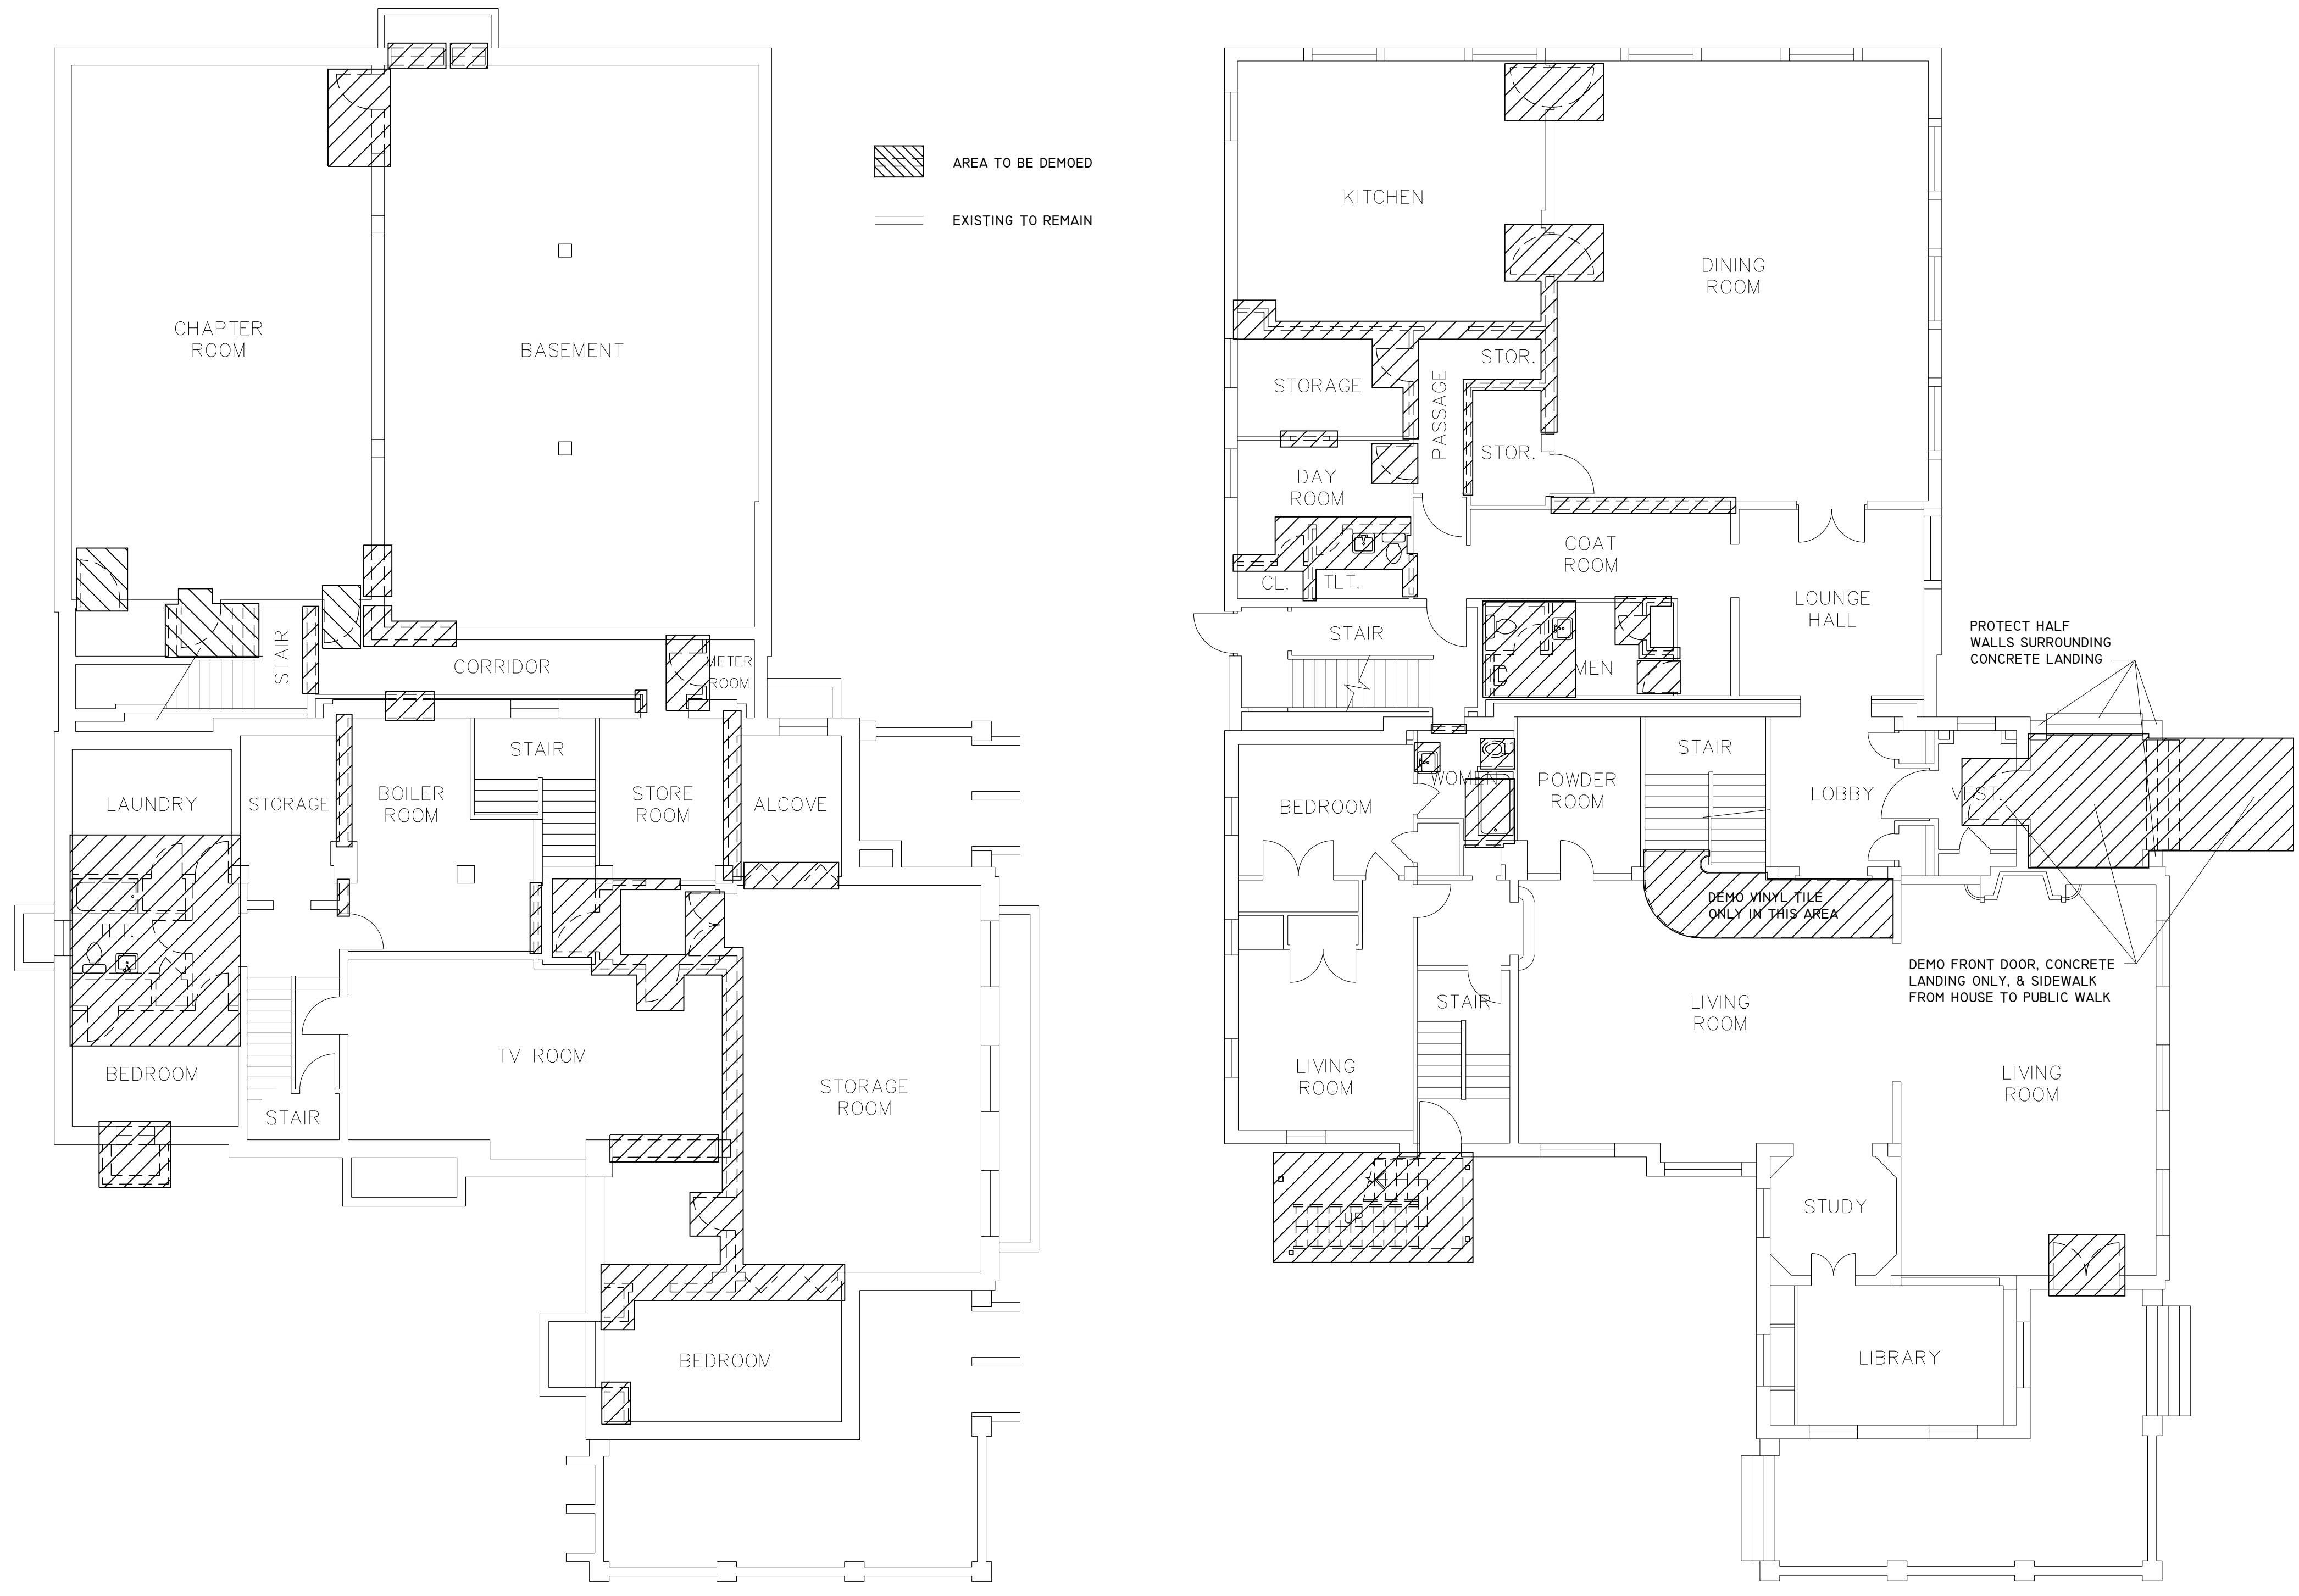 CHAPTER
ROOM
BASEMENT
STAIR
CORRIDOR
METER
ROOM
LAUNDRY
STORAGE
BOILER
ROOM
STAIR
STORE
ROOM
ALCOVE
TLT.
TV ROOM
BEDROOM
STAIR
STORAGE
ROOM
BEDROOM
AREA TO BE DEMOED
EXISTING TO REMAIN
KITCHEN
DINING
ROOM
STORAGE
PASSAGE
STOR.
STOR.
DAY
ROOM
CL.
TLT.
COAT
ROOM
LOUNGE
HALL
STAIR
MEN
PROTECT HALF
WALLS SURROUNDING
CONCRETE LANDING
BEDROOM
WOMEN
POWDER
ROOM
STAIR
LOBBY
VEST.
DEMO VINYL TILE
ONLY IN THIS AREA
DEMO FRONT DOOR, CONCRETE
LANDING ONLY, & SIDEWALK
FROM HOUSE TO PUBLIC WALK
STAIR
LIVING
ROOM
LIVING
ROOM
LIVING
ROOM
UP
STUDY
LIBRARY